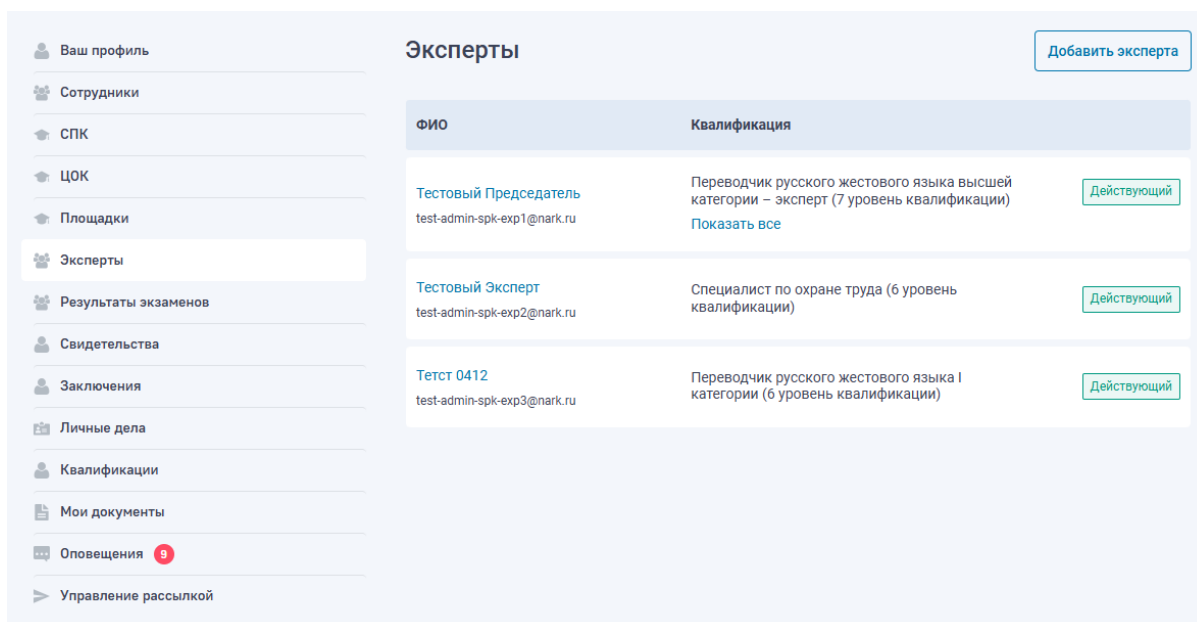 Ваш профиль
Сотрудники
СПК
ЦОК
Площадки
Эксперты
Результаты экзаменов
Свидетельства
Заключения
Личные дела
Квалификации
Мои документы
Оповещения 9
Управление рассылкой
Эксперты
Добавить эксперта
ФИО Квалификация
Тестовый Председатель
test-admin-spk-exp1@nark.ru
Переводчик русского жестового языка высшей
категории – эксперт (7 уровень квалификации)
Показать все
Действующий
Тестовый Эксперт
test-admin-spk-exp2@nark.ru
Специалист по охране труда (6 уровень
квалификации)
Действующий
Тетст 0412
test-admin-spk-exp3@nark.ru
Переводчик русского жестового языка I
категории (6 уровень квалификации)
Действующий